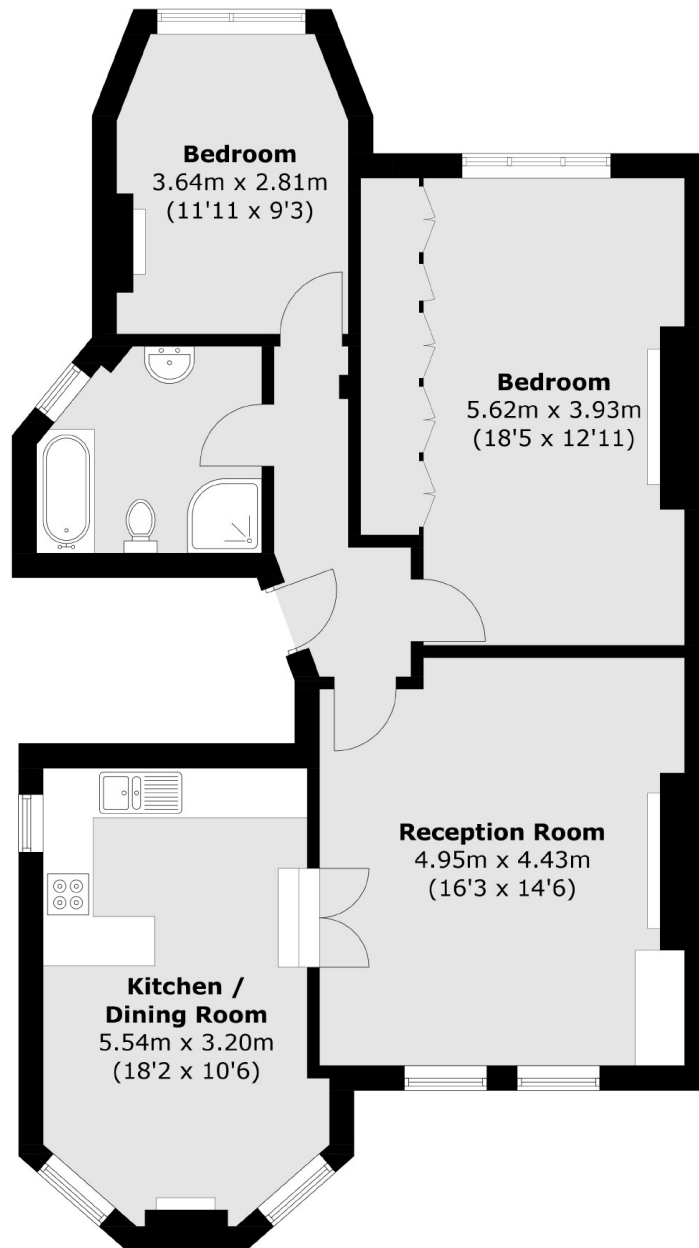 Bedroom
3.64m x 2.81m
(11'11 x 9'3)
Bedroom
5.62m x 3.93m
(18'5 x 12'11)
Reception Room
4.95m x 4.43m
(16'3 x 14'6)
Kitchen /
Dining Room
5.54m x 3.20m
(18'2 x 10'6)